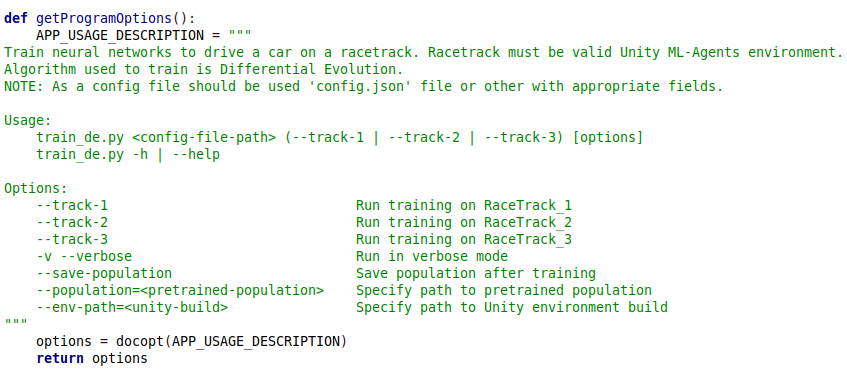 def getProgramOptions():
    APP_USAGE_DESCRIPTION = """
Train neural networks to drive a car on a racetrack. Racetrack must be valid Unity ML-Agents environment.
Algorithm used to train is Differential Evolution.
NOTE: As a config file should be used 'config.json' file or other with appropriate fields.

Usage:
    train_de.py <config-file-path> (--track-1 | --track-2 | --track-3) [options]
    train_de.py -h | --help

Options:
    --track-1                               Run training on RaceTrack_1
    --track-2                               Run training on RaceTrack_2
    --track-3                               Run training on RaceTrack_3
    -v --verbose                            Run in verbose mode
    --save-population                       Save population after training
    --population=<pretrained-population>    Specify path to pretrained population
    --env-path=<unity-build>                Specify path to Unity environment build
"""
    options = docopt(APP_USAGE_DESCRIPTION)
    return options